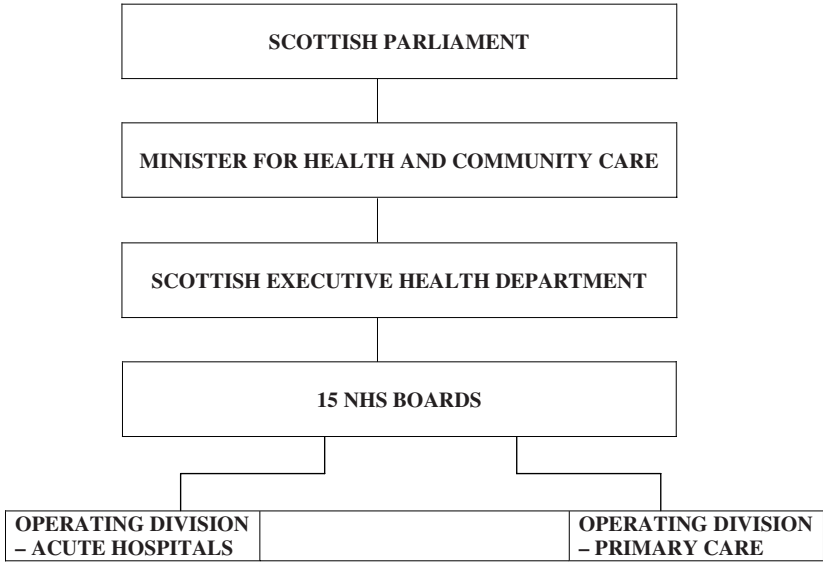 SCOTTISH PARLIAMENT
MINISTER FOR HEALTH AND COMMUNITY CARE
SCOTTISH EXECUTIVE HEALTH DEPARTMENT
15 NHS BOARDS
OPERATING DIVISION
– ACUTE HOSPITALS
OPERATING DIVISION
– PRIMARY CARE